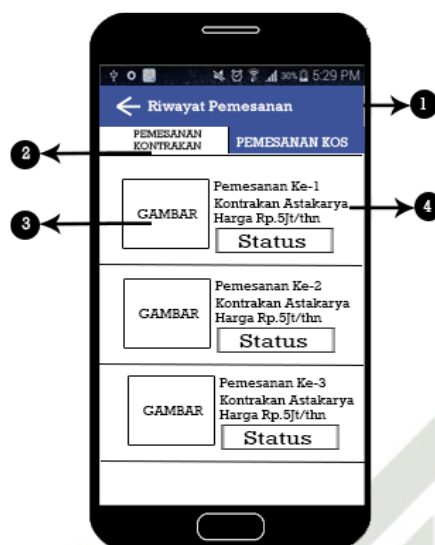 30% 5:29 PM
Riwayat Pemesanan
1
PEMESANAN
KONTRAKAN
PEMESANAN KOS
2
GAMBAR
3
Pemesanan Ke-1
Kontrakan Astakarya
Harga Rp.5Jt/thn
Status
4
GAMBAR
Pemesanan Ke-2
Kontrakan Astakarya
Harga Rp.5Jt/thn
Status
GAMBAR
Pemesanan Ke-3
Kontrakan Astakarya
Harga Rp.5Jt/thn
Status